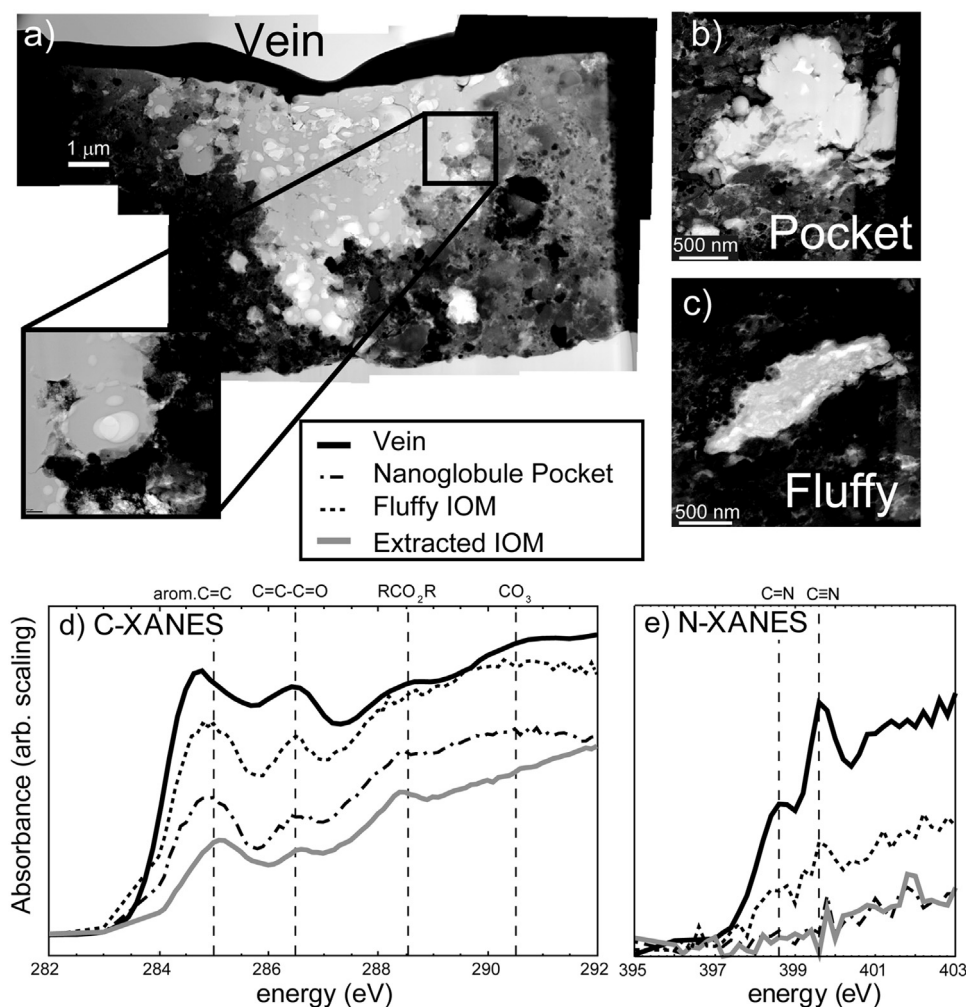 a)
Vein
1 μm
b)
Pocket
500 nm
c)
Fluffy
500 nm
Vein
Nanoglobule Pocket
Fluffy IOM
Extracted IOM
arom.C=C
C=C-C=O
RCO₂R
CO₃
d) C-XANES
Absorbance (arb. scaling)
282
284
286
288
290
292
energy (eV)
C=N
C≡N
e) N-XANES
395
397
399
401
403
energy (eV)